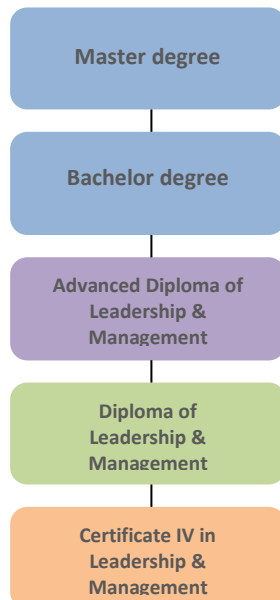 Master degree
Bachelor degree
Advanced Diploma of
Leadership &
Management
Diploma of
Leadership &
Management
Certificate IV in
Leadership &
Management